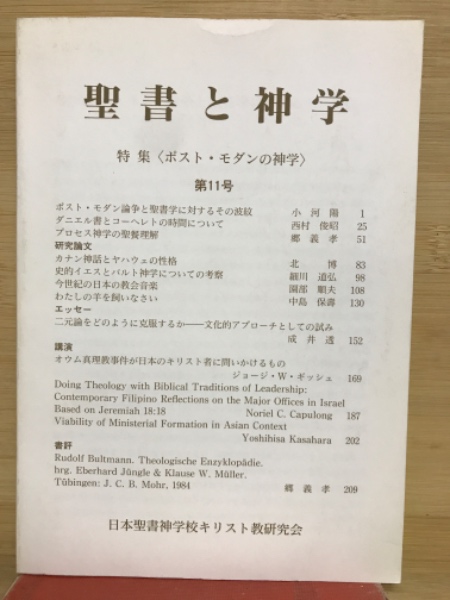 聖書と神学
特集〈ポスト・モダンの神学〉
第11号
ポスト・モダン論争と聖書学に対するその波紋 小河陽 1
ダニエル書とコーヘレトの時間について 西村俊昭 25
プロセス神学の聖餐理解 郷義孝 51
研究論文
カナン神話とヤハウェの性格 北博 83
史的イエスとバルト神学についての考察 細川道弘 98
今世紀の日本の教会音楽 園部順夫 108
わたしの羊を飼いなさい 中島保壽 130
エッセー
二元論をどのように克服するか――文化的アプローチとしての試み
成井透 152
講演
オウム真理教事件が日本のキリスト者に問いかけるもの
ジョージ・W・ギッシュ 169
Doing Theology with Biblical Traditions of Leadership:
Contemporary Filipino Reflections on the Major Offices in Israel
Based on Jeremiah 18:18 Noriel C. Capulong 187
Viability of Ministerial Formation in Asian Context
Yoshihisa Kasahara 202
書評
Rudolf Bultmann. Theologische Enzyklopädie.
hrg. Eberhard Jüngle & Klause W. Müller.
Tübingen: J. C. B. Mohr, 1984 郷義孝 209
日本聖書神学校キリスト教研究会